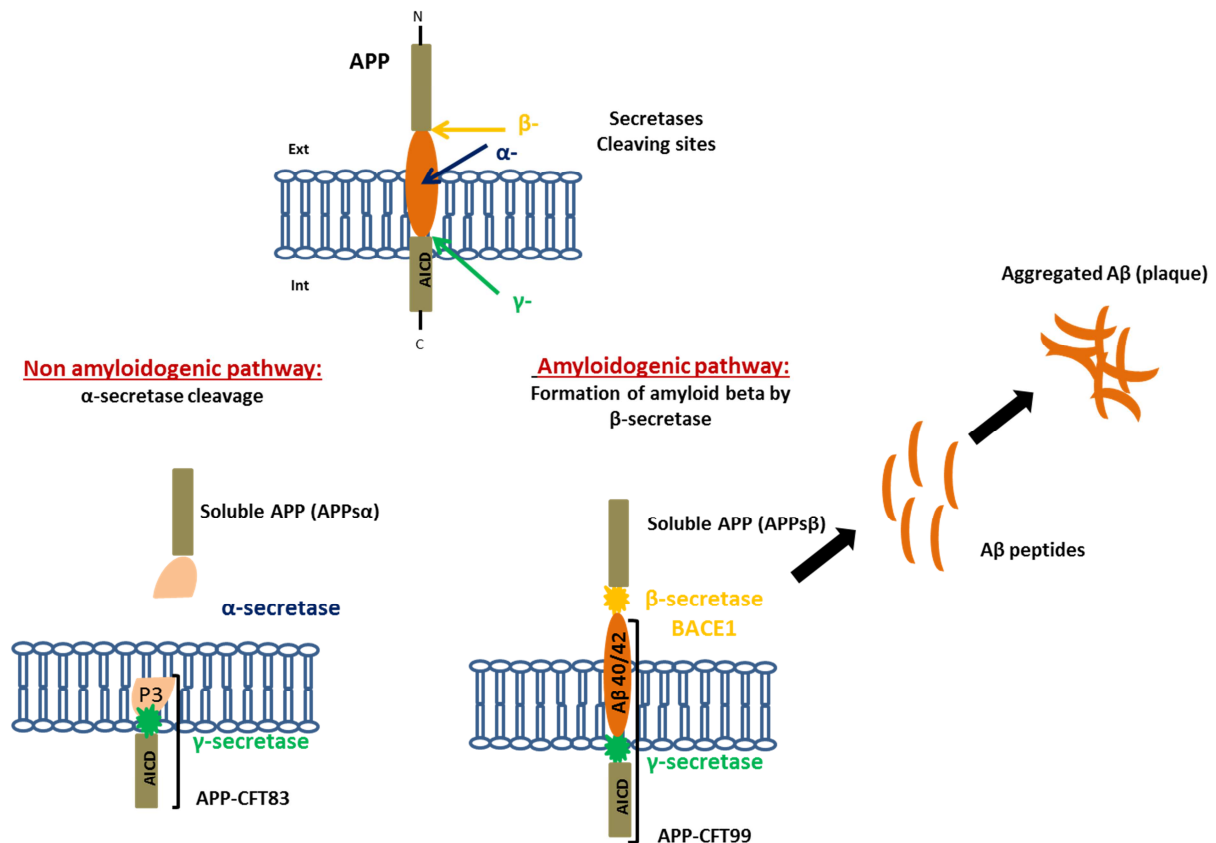 N
APP
β-
α-
Secretases
Cleaving sites
Ext
Int
AICD
γ-
C
Aggregated Aβ (plaque)
Non amyloidogenic pathway:
α-secretase cleavage
Amyloidogenic pathway:
Formation of amyloid beta by
β-secretase
Soluble APP (APPsα)
α-secretase
P3
γ-secretase
AICD
APP-CFT83
Soluble APP (APPsβ)
β-secretase
BACE1
Aβ 40/42
γ-secretase
AICD
APP-CFT99
Aβ peptides